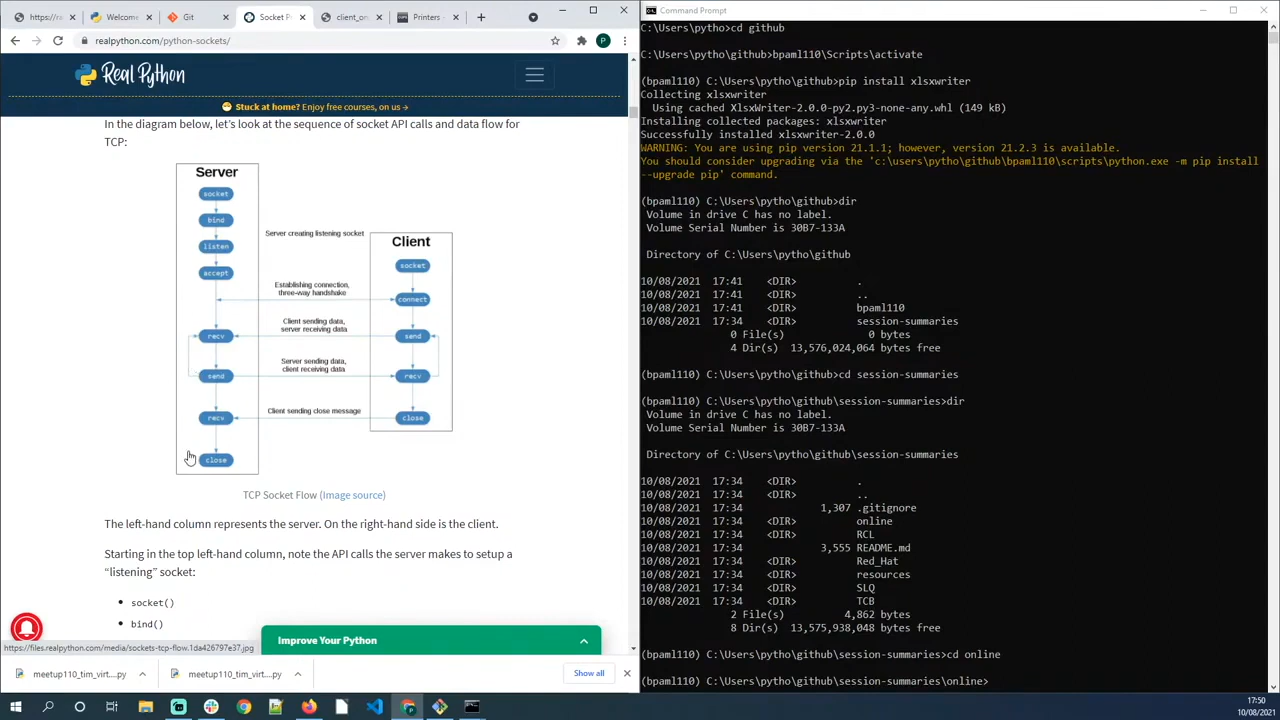 https://re
Welcome
Git
Socket P
client_on
Printers
realpython.com/python-sockets/
P
Real Python
Stuck at home? Enjoy free courses, on us →
In the diagram below, let’s look at the sequence of socket API calls and data flow for
TCP:
Server
socket
bind
listen
Server creating listening socket
Client
accept
socket
Establishing connection,
three-way handshake
connect
Client sending data,
server receiving data
recv
send
Server sending data,
client receiving data
send
recv
Client sending close message
recv
close
close
TCP Socket Flow (Image source)
The left-hand column represents the server. On the right-hand side is the client.
Starting in the top left-hand column, note the API calls the server makes to setup a
“listening” socket:
socket()
bind()
Improve Your Python
https://files.realpython.com/media/sockets-tcp-flow.1da426797e37.jpg
meetup110_tim_virt....py
meetup110_tim_virt....py
Show all
Command Prompt
C:\Users\pytho>cd github
C:\Users\pytho\github>bpaml110\Scripts\activate
(bpaml110) C:\Users\pytho\github>pip install xlsxwriter
Collecting xlsxwriter
Using cached XlsxWriter-2.0.0-py2.py3-none-any.whl (149 kB)
Installing collected packages: xlsxwriter
Successfully installed xlsxwriter-2.0.0
WARNING: You are using pip version 21.1.1; however, version 21.2.3 is available.
You should consider upgrading via the 'c:\users\pytho\github\bpaml110\scripts\python.exe -m pip install
--upgrade pip' command.
(bpaml110) C:\Users\pytho\github>dir
Volume in drive C has no label.
Volume Serial Number is 30B7-133A
Directory of C:\Users\pytho\github
10/08/2021 17:41 <DIR> .
10/08/2021 17:41 <DIR> ..
10/08/2021 17:41 <DIR> bpaml110
10/08/2021 17:34 <DIR> session-summaries
0 File(s) 0 bytes
4 Dir(s) 13,576,024,064 bytes free
(bpaml110) C:\Users\pytho\github>cd session-summaries
(bpaml110) C:\Users\pytho\github\session-summaries>dir
Volume in drive C has no label.
Volume Serial Number is 30B7-133A
Directory of C:\Users\pytho\github\session-summaries
10/08/2021 17:34 <DIR> .
10/08/2021 17:34 <DIR> ..
10/08/2021 17:34 1,307 .gitignore
10/08/2021 17:34 <DIR> online
10/08/2021 17:34 <DIR> RCL
10/08/2021 17:34 3,555 README.md
10/08/2021 17:34 <DIR> Red_Hat
10/08/2021 17:34 <DIR> resources
10/08/2021 17:34 <DIR> SLQ
10/08/2021 17:34 <DIR> TCB
2 File(s) 4,862 bytes
8 Dir(s) 13,575,938,048 bytes free
(bpaml110) C:\Users\pytho\github\session-summaries>cd online
(bpaml110) C:\Users\pytho\github\session-summaries\online>
17:50
10/08/2021